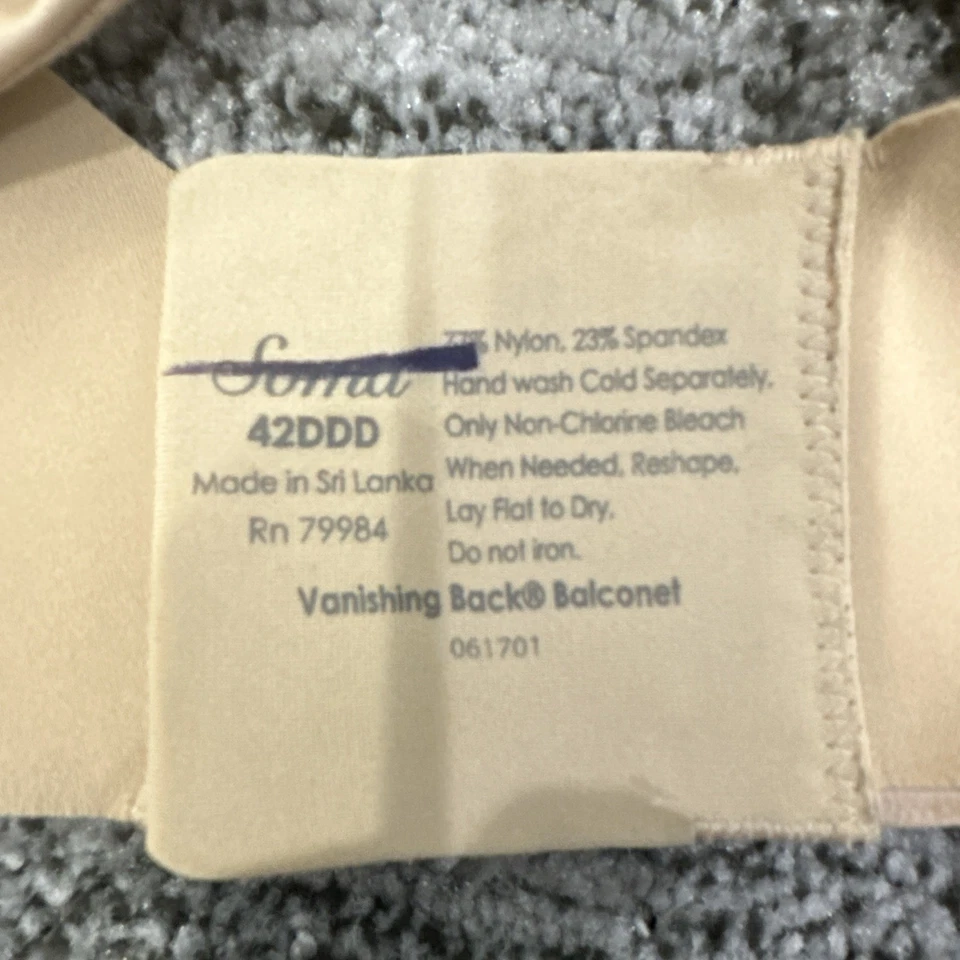 Soma
42DDD
Made in Sri Lanka
Rn 79984
77% Nylon, 23% Spandex
Hand wash Cold Separately.
Only Non-Chlorine Bleach
When Needed, Reshape,
Lay Flat to Dry.
Do not iron.
Vanishing Back® Balconet
061701